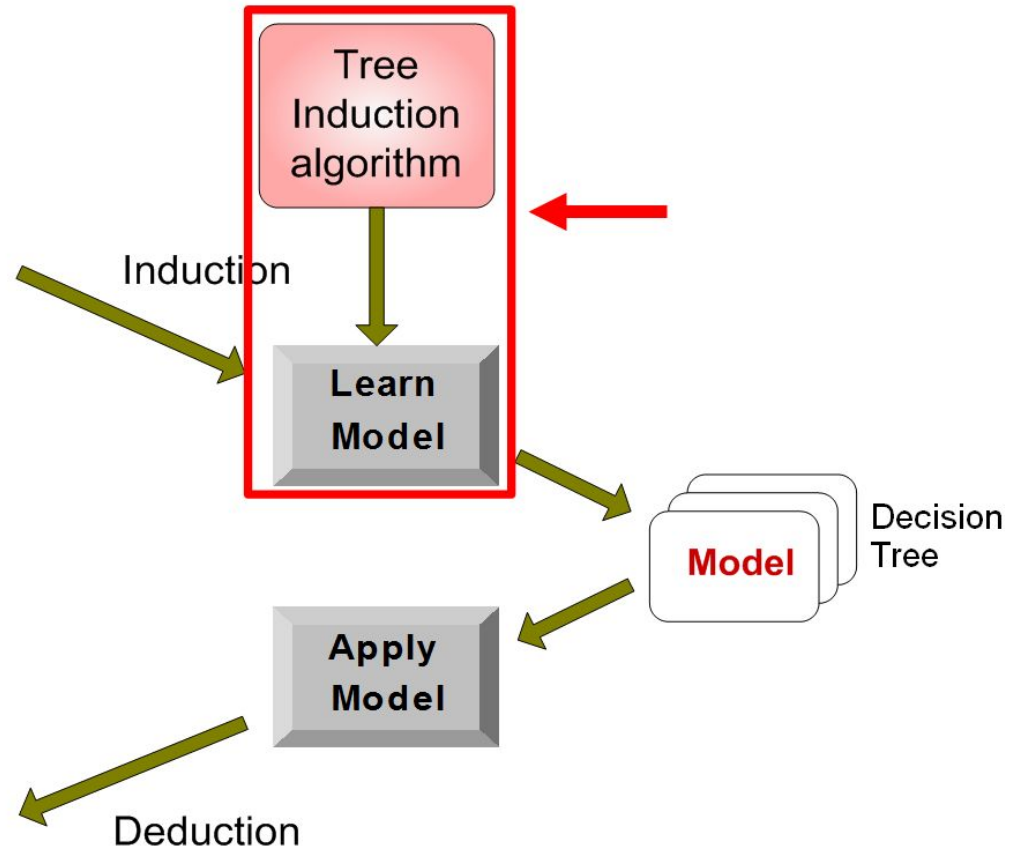 Tree
Induction
algorithm
Induction
Learn
Model
Model
Decision
Tree
Apply
Model
Deduction